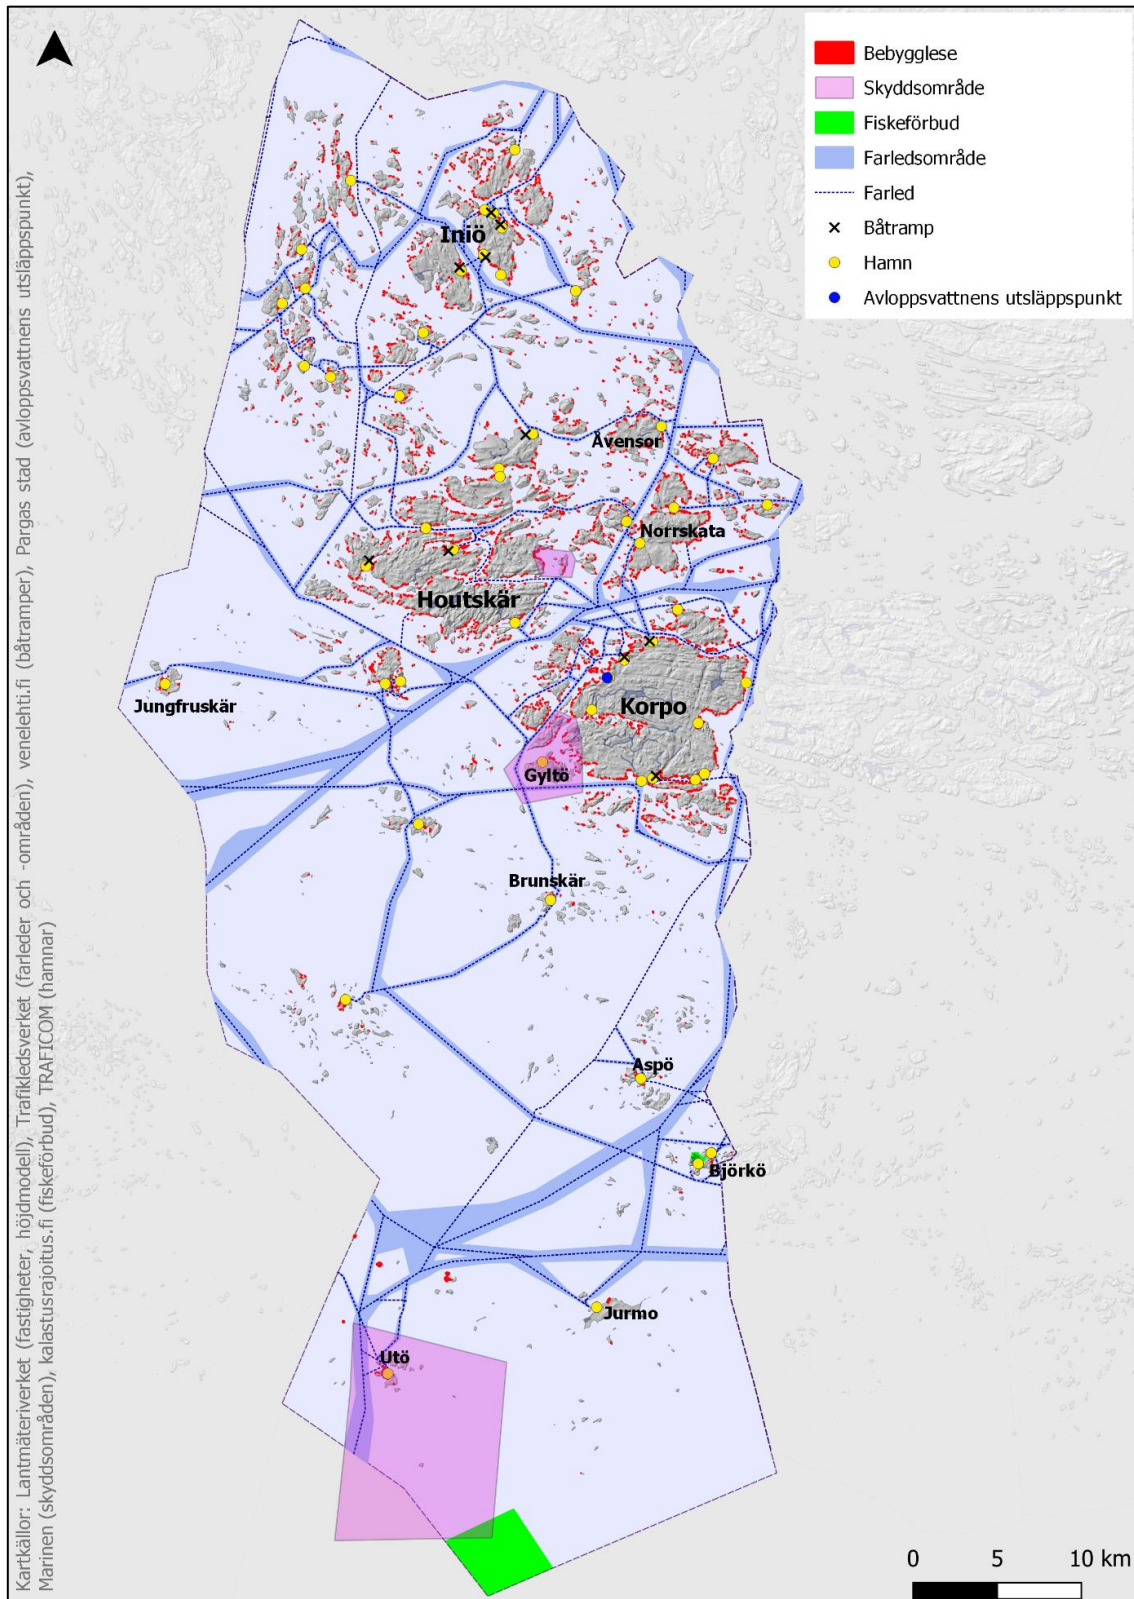 Bebygglese
Skyddsområde
Fiskeförbud
Farledsområde
Farled
Båtramp
Hamn
Avloppsvattnens utsläppspunkt
Iniö
Åvensor
Norrskata
Houtskär
Jungfruskär
Korpo
Gyltö
Brunskär
Aspö
Björkö
Jurmo
Utö
0 5 10 km
Kartkällor: Lantmäteriverket (fastigheter, höjdmodell), Trafikledsverket (farleder och -områden), venelehti.fi (båtramper), Pargas stad (avloppsvattnens utsläppspunkt),
Marinen (skyddsområden), kalastusrajoitus.fi (fiskeförbud), TRAFICOM (hamnar)